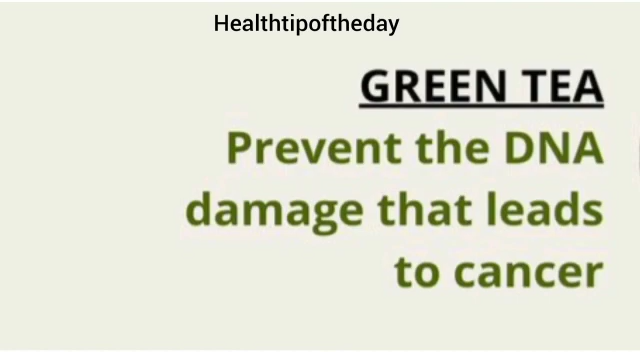 Healthtipoftheday
GREEN TEA
Prevent the DNA
damage that leads
to cancer